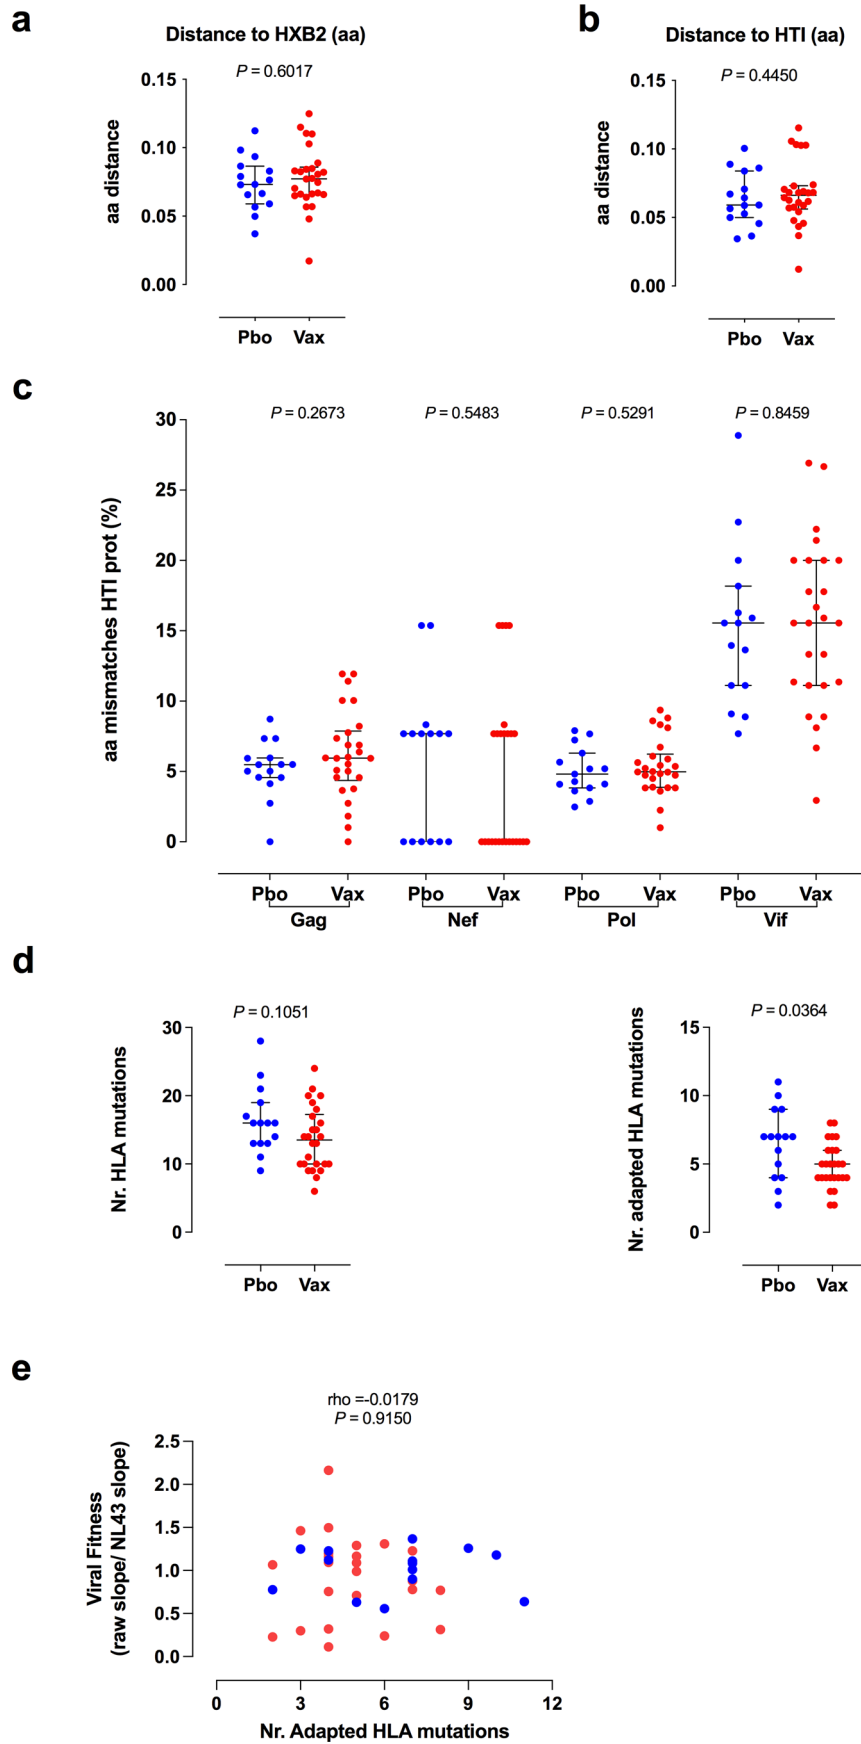 a
Distance to HXB2 (aa)
P = 0.6017
0.15
0.10
0.05
0.00
aa distance
Pbo Vax
b
Distance to HTI (aa)
P = 0.4450
0.15
0.10
0.05
0.00
aa distance
Pbo Vax
c
P = 0.2673 P = 0.5483 P = 0.5291 P = 0.8459
30
25
20
15
10
5
0
aa mismatches HTI prot (%)
Pbo Vax Pbo Vax Pbo Vax Pbo Vax
Gag Nef Pol Vif
d
P = 0.1051
30
20
10
0
Nr. HLA mutations
Pbo Vax
P = 0.0364
15
10
5
0
Nr. adapted HLA mutations
Pbo Vax
e
rho =-0.0179
P = 0.9150
2.5
2.0
1.5
1.0
0.5
0.0
Viral Fitness
(raw slope/ NL43 slope)
0 3 6 9 12
Nr. Adapted HLA mutations